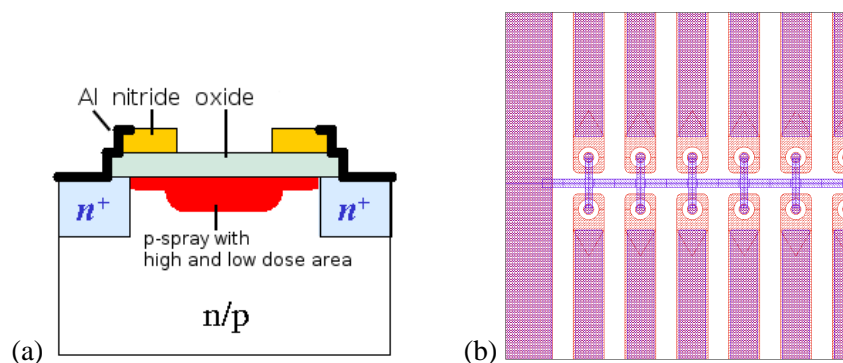 Al nitride oxide
n+
n+
p-spray with
high and low dose area
n/p
(a)
(b)